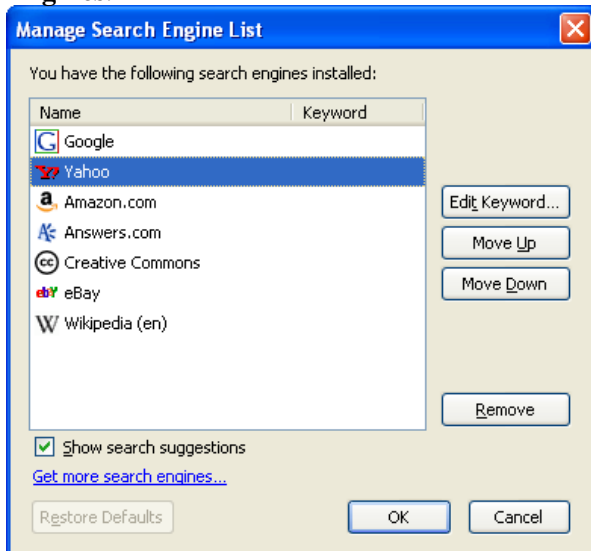 Manage Search Engine List
You have the following search engines installed:
Name Keyword
Google
Yahoo
Amazon.com
Answers.com
Creative Commons
eBay
Wikipedia (en)
Edit Keyword...
Move Up
Move Down
Remove
Show search suggestions
Get more search engines...
Restore Defaults OK Cancel